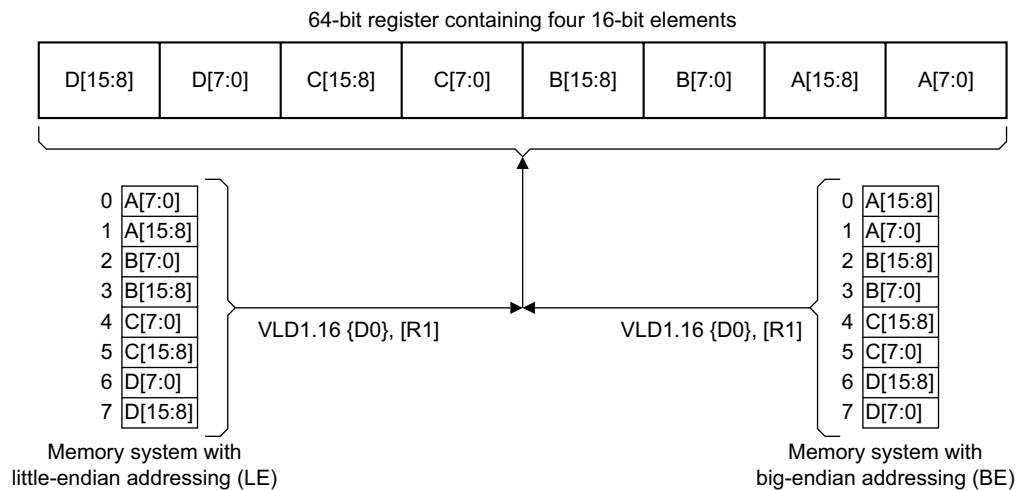 64-bit register containing four 16-bit elements
D[15:8] D[7:0] C[15:8] C[7:0] B[15:8] B[7:0] A[15:8] A[7:0]
0 A[7:0]
1 A[15:8]
2 B[7:0]
3 B[15:8]
4 C[7:0]
5 C[15:8]
6 D[7:0]
7 D[15:8]
VLD1.16 {D0}, [R1]
Memory system with
little-endian addressing (LE)
VLD1.16 {D0}, [R1]
0 A[15:8]
1 A[7:0]
2 B[15:8]
3 B[7:0]
4 C[15:8]
5 C[7:0]
6 D[15:8]
7 D[7:0]
Memory system with
big-endian addressing (BE)